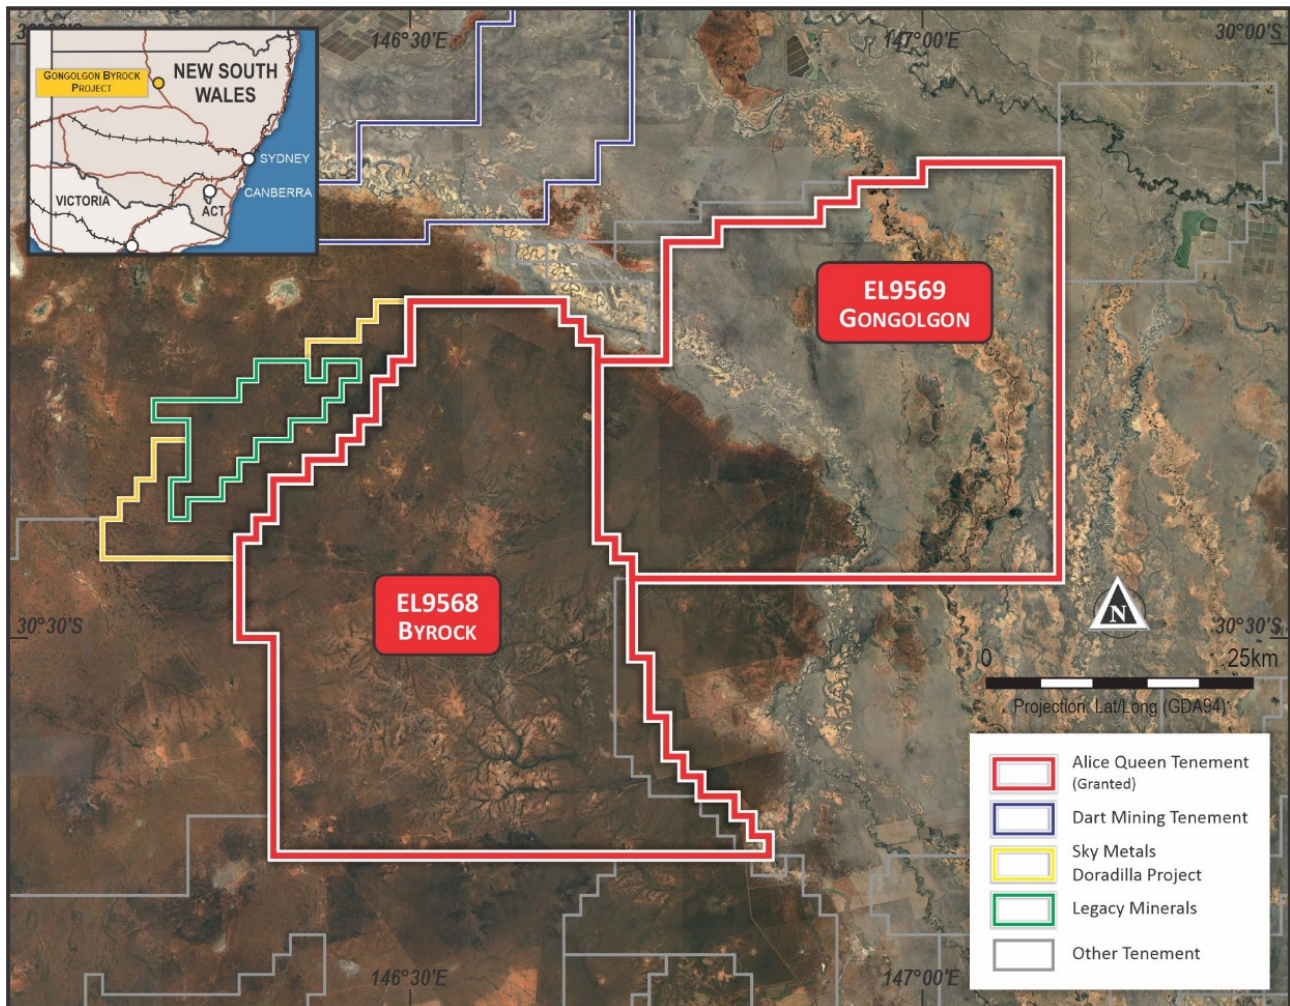 146°30'E
147°00'E
30°00'S
NEW SOUTH
WALES
GONGOLGON BYROCK
PROJECT
SYDNEY
CANBERRA
VICTORIA
ACT
EL9569
GONGOLGON
EL9568
BYROCK
N
30°30'S
30°30'S
0
25km
Projection: Lat/Long (GDA94)
Alice Queen Tenement
(Granted)
Dart Mining Tenement
Sky Metals
Doradilla Project
Legacy Minerals
Other Tenement
146°30'E
147°00'E